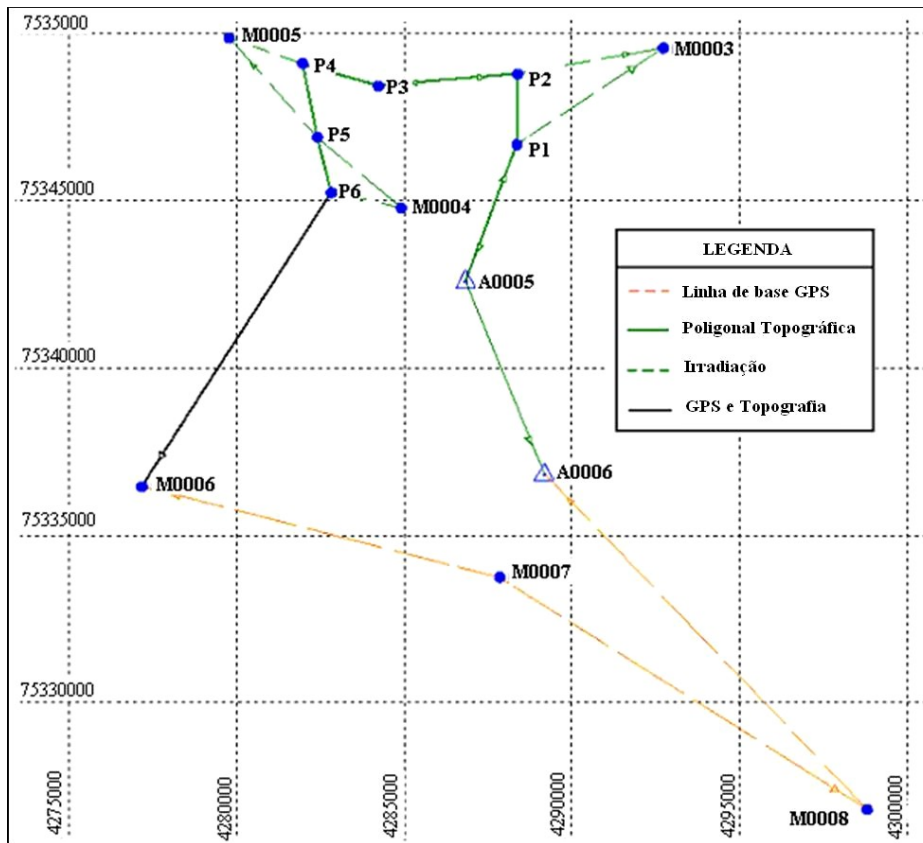 7535000
M0005
M0003
P4
P2
P3
P5
P1
P6
75345000
M0004
LEGENDA
A0005
Linha de base GPS
Poligonal Topográfica
75340000
Irradiação
GPS e Topografia
A0006
M0006
75335000
M0007
75330000
4275000
4280000
4285000
4290000
4295000
4300000
M0008